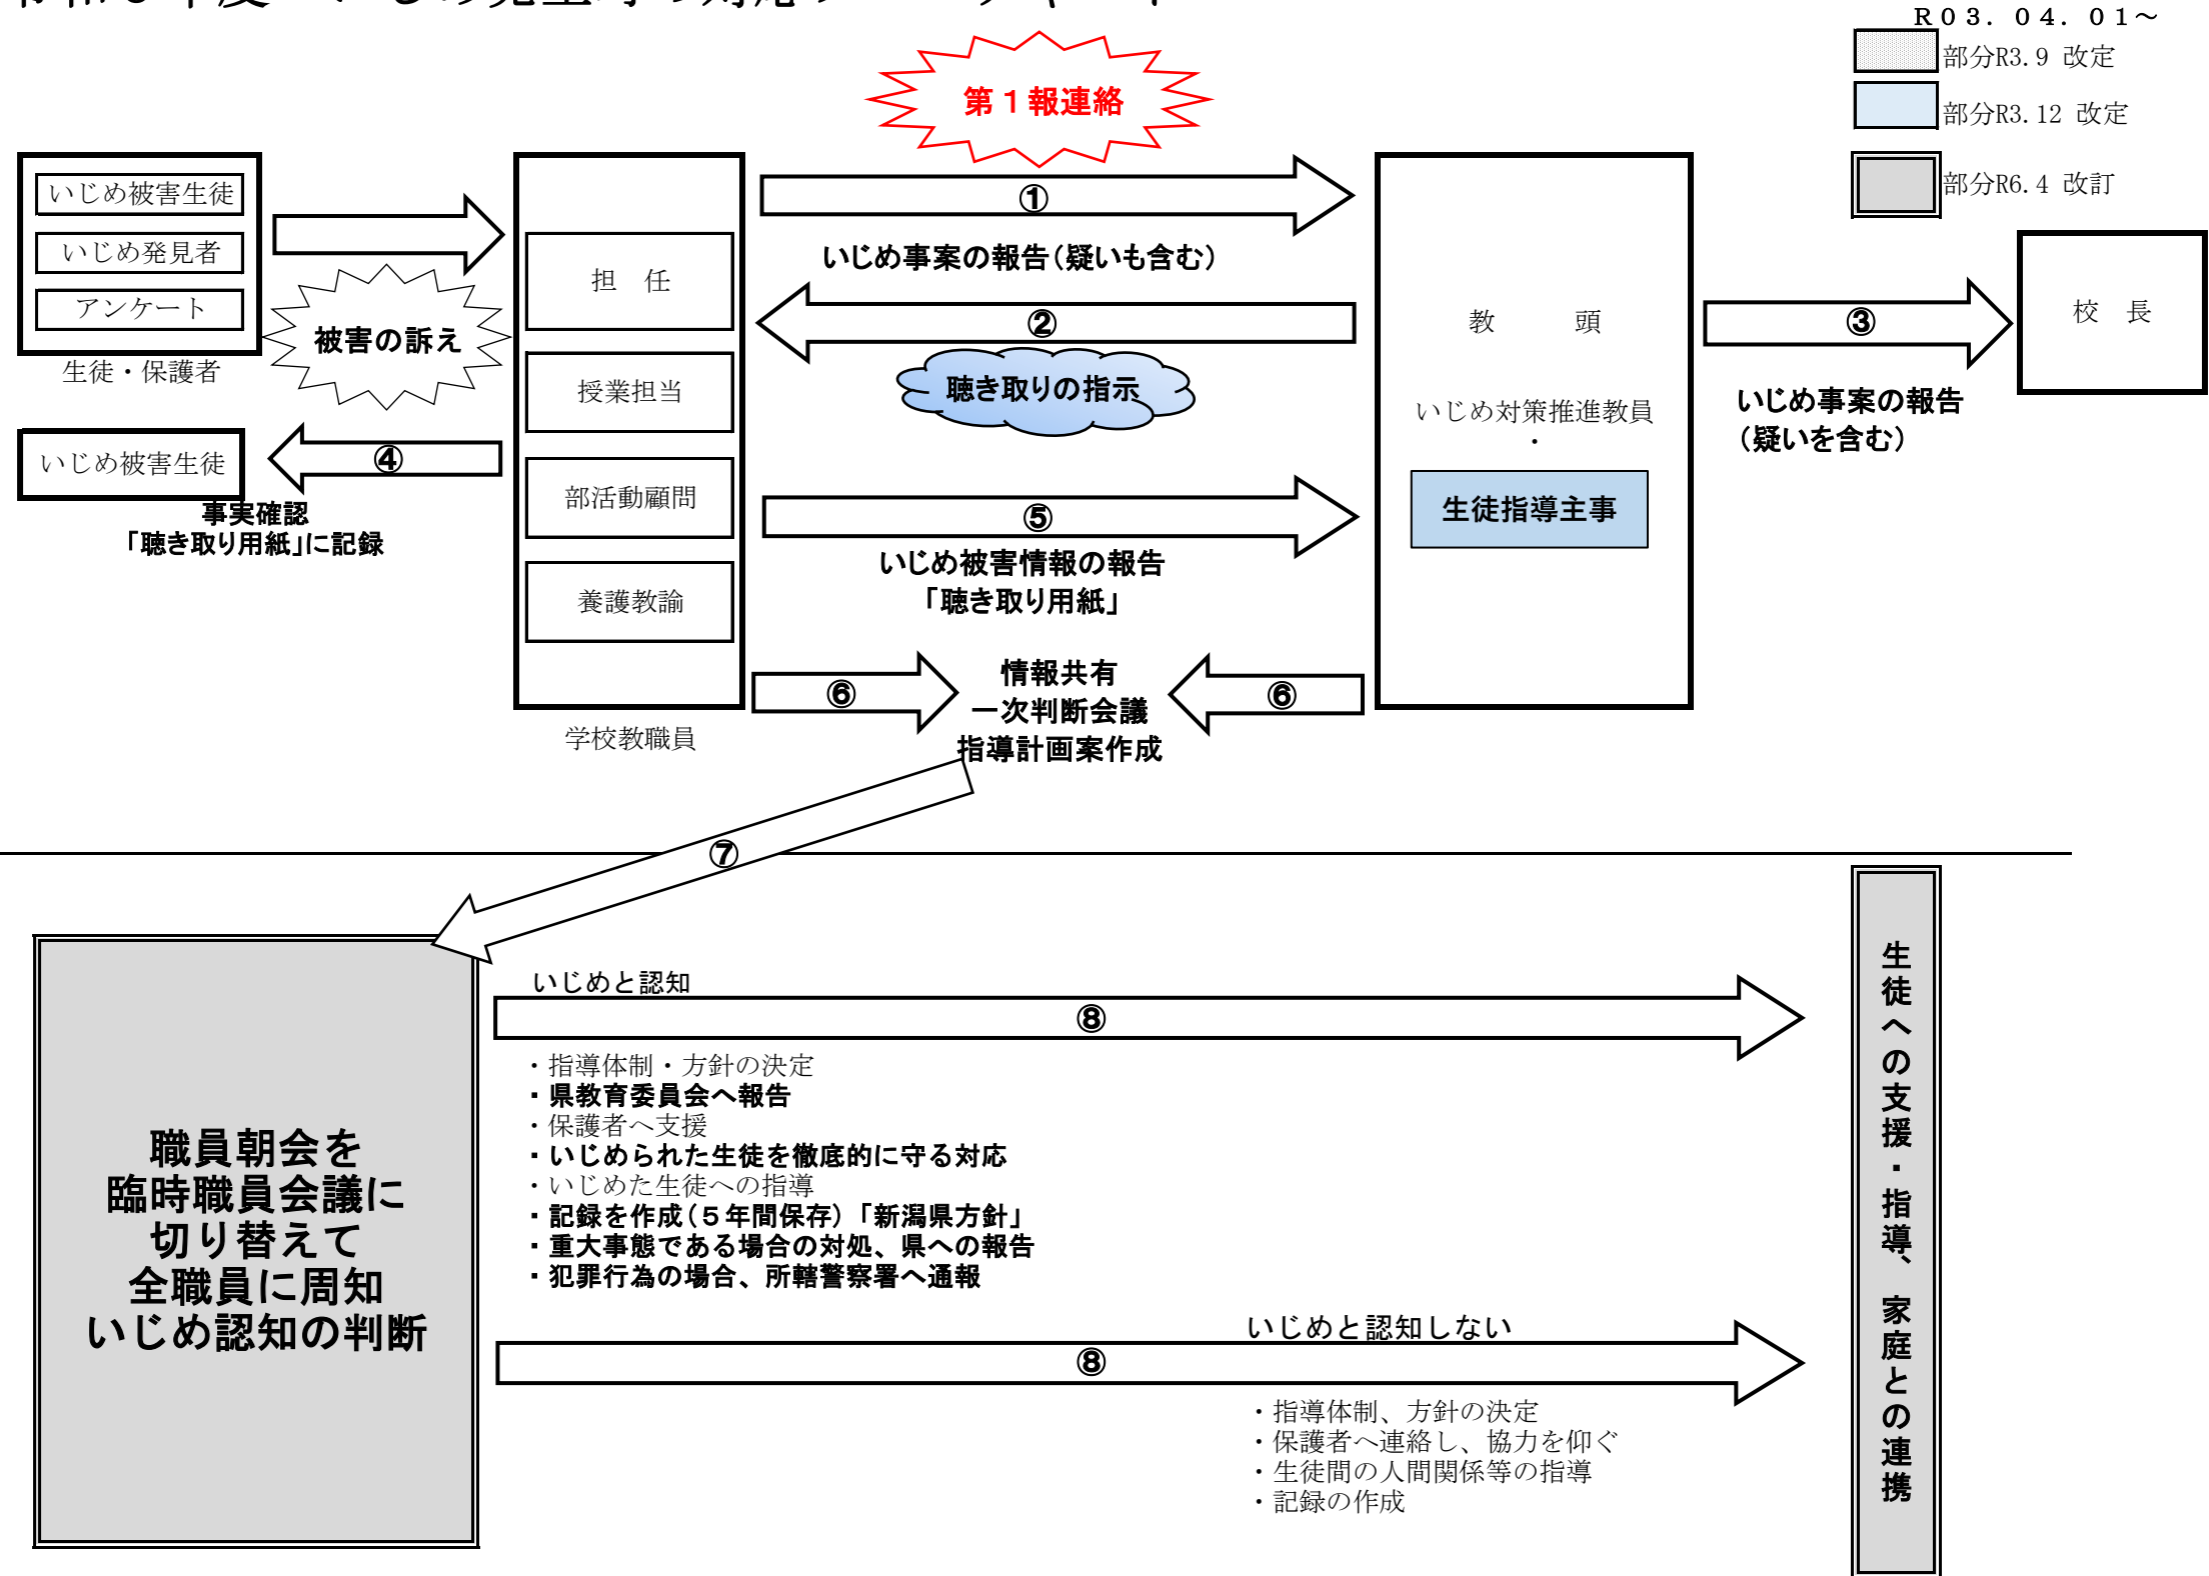 R03.04.01～
部分R3.9 改定
部分R3.12 改定
部分R6.4 改訂
第１報連絡
いじめ被害生徒
いじめ発見者
アンケート
生徒・保護者
被害の訴え
担　任
授業担当
部活動顧問
養護教諭
学校教職員
①
いじめ事案の報告（疑いも含む）
②
聴き取りの指示
教　　頭
いじめ対策推進教員
・
生徒指導主事
③
いじめ事案の報告
（疑いを含む）
校　長
いじめ被害生徒
④
事実確認
「聴き取り用紙」に記録
⑤
いじめ被害情報の報告
「聴き取り用紙」
⑥
情報共有
一次判断会議
指導計画案作成
⑥
⑦
職員朝会を
臨時職員会議に
切り替えて
全職員に周知
いじめ認知の判断
いじめと認知
⑧
・指導体制・方針の決定
・県教育委員会へ報告
・保護者へ支援
・いじめられた生徒を徹底的に守る対応
・いじめた生徒への指導
・記録を作成（５年間保存）「新潟県方針」
・重大事態である場合の対処、県への報告
・犯罪行為の場合、所轄警察署へ通報
いじめと認知しない
⑧
・指導体制、方針の決定
・保護者へ連絡し、協力を仰ぐ
・生徒間の人間関係等の指導
・記録の作成
生徒への支援・指導、家庭との連携